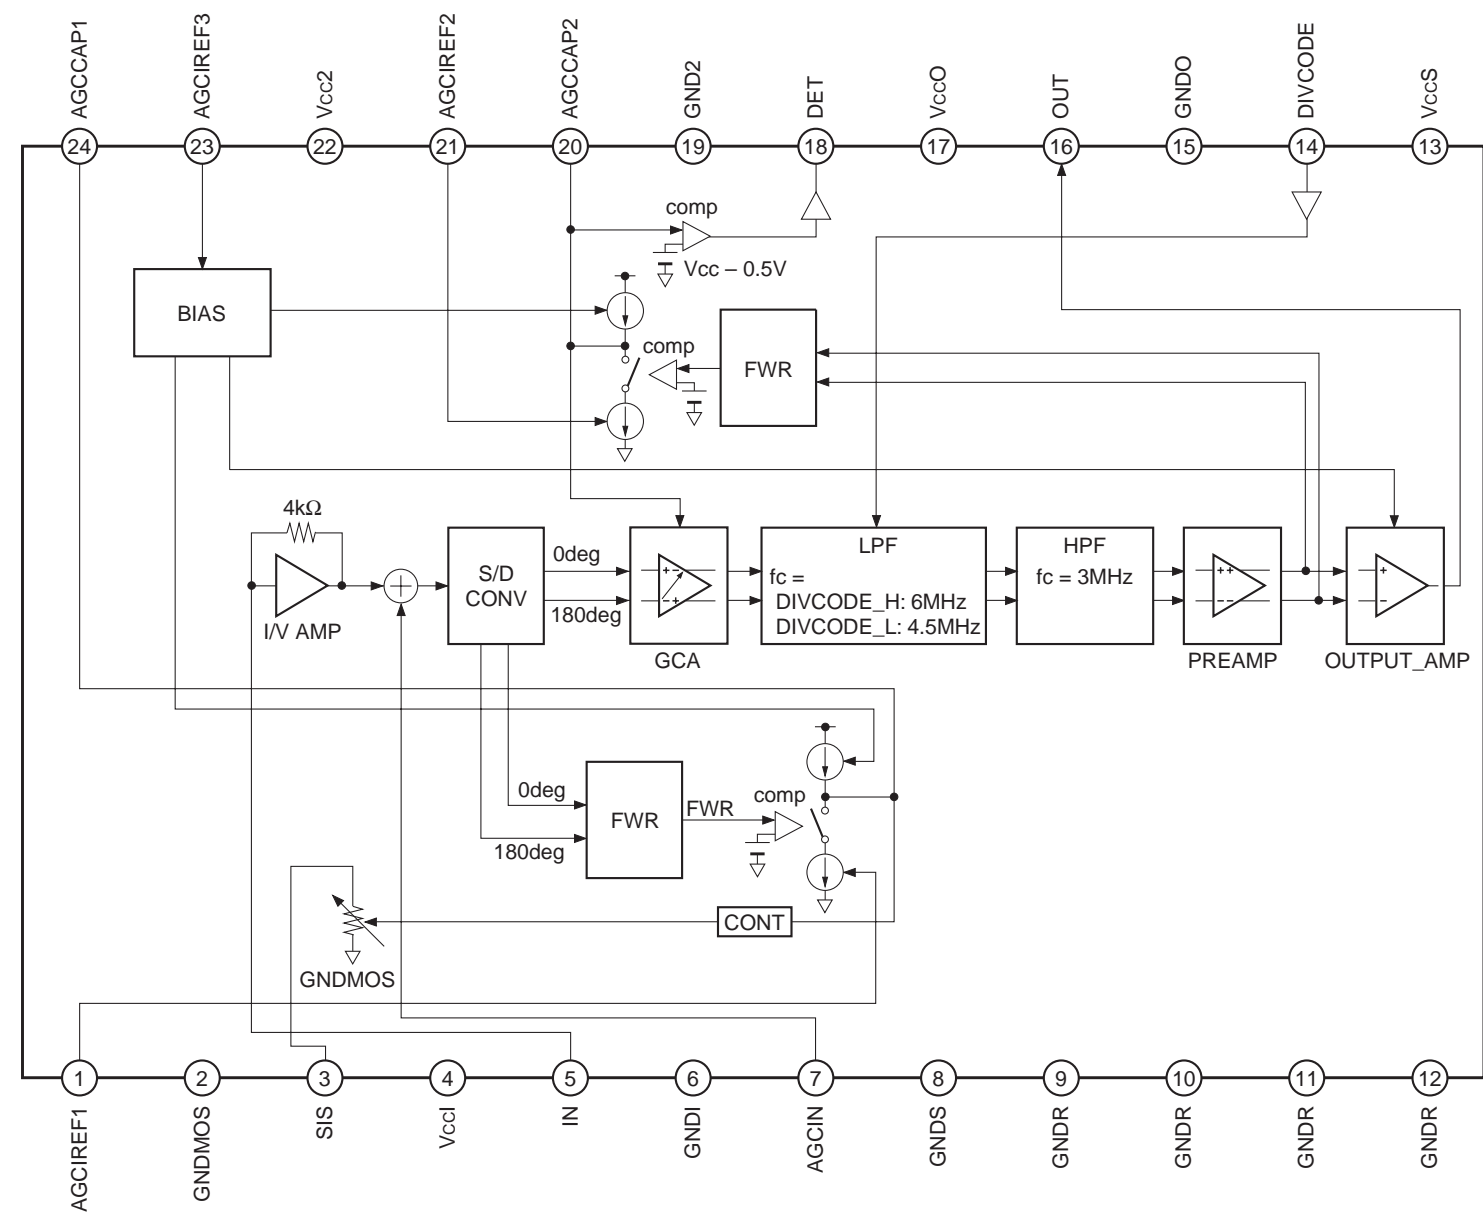 AGCCAP1
AGCIREF3
Vcc2
AGCIREF2
AGCCAP2
GND2
DET
VccO
OUT
GNDO
DIVCODE
VccS
24
23
22
21
20
19
18
17
16
15
14
13
comp
Vcc – 0.5V
BIAS
comp
FWR
4kΩ
I/V AMP
S/D
CONV
0deg
180deg
+ –
– +
GCA
LPF
fc =
DIVCODE_H: 6MHz
DIVCODE_L: 4.5MHz
HPF
fc = 3MHz
+ +
– –
PREAMP
+
–
OUTPUT_AMP
0deg
180deg
FWR
FWR
comp
CONT
GNDMOS
1
2
3
4
5
6
7
8
9
10
11
12
AGCIREF1
GNDMOS
SIS
VccI
IN
GNDI
AGCIN
GNDS
GNDR
GNDR
GNDR
GNDR